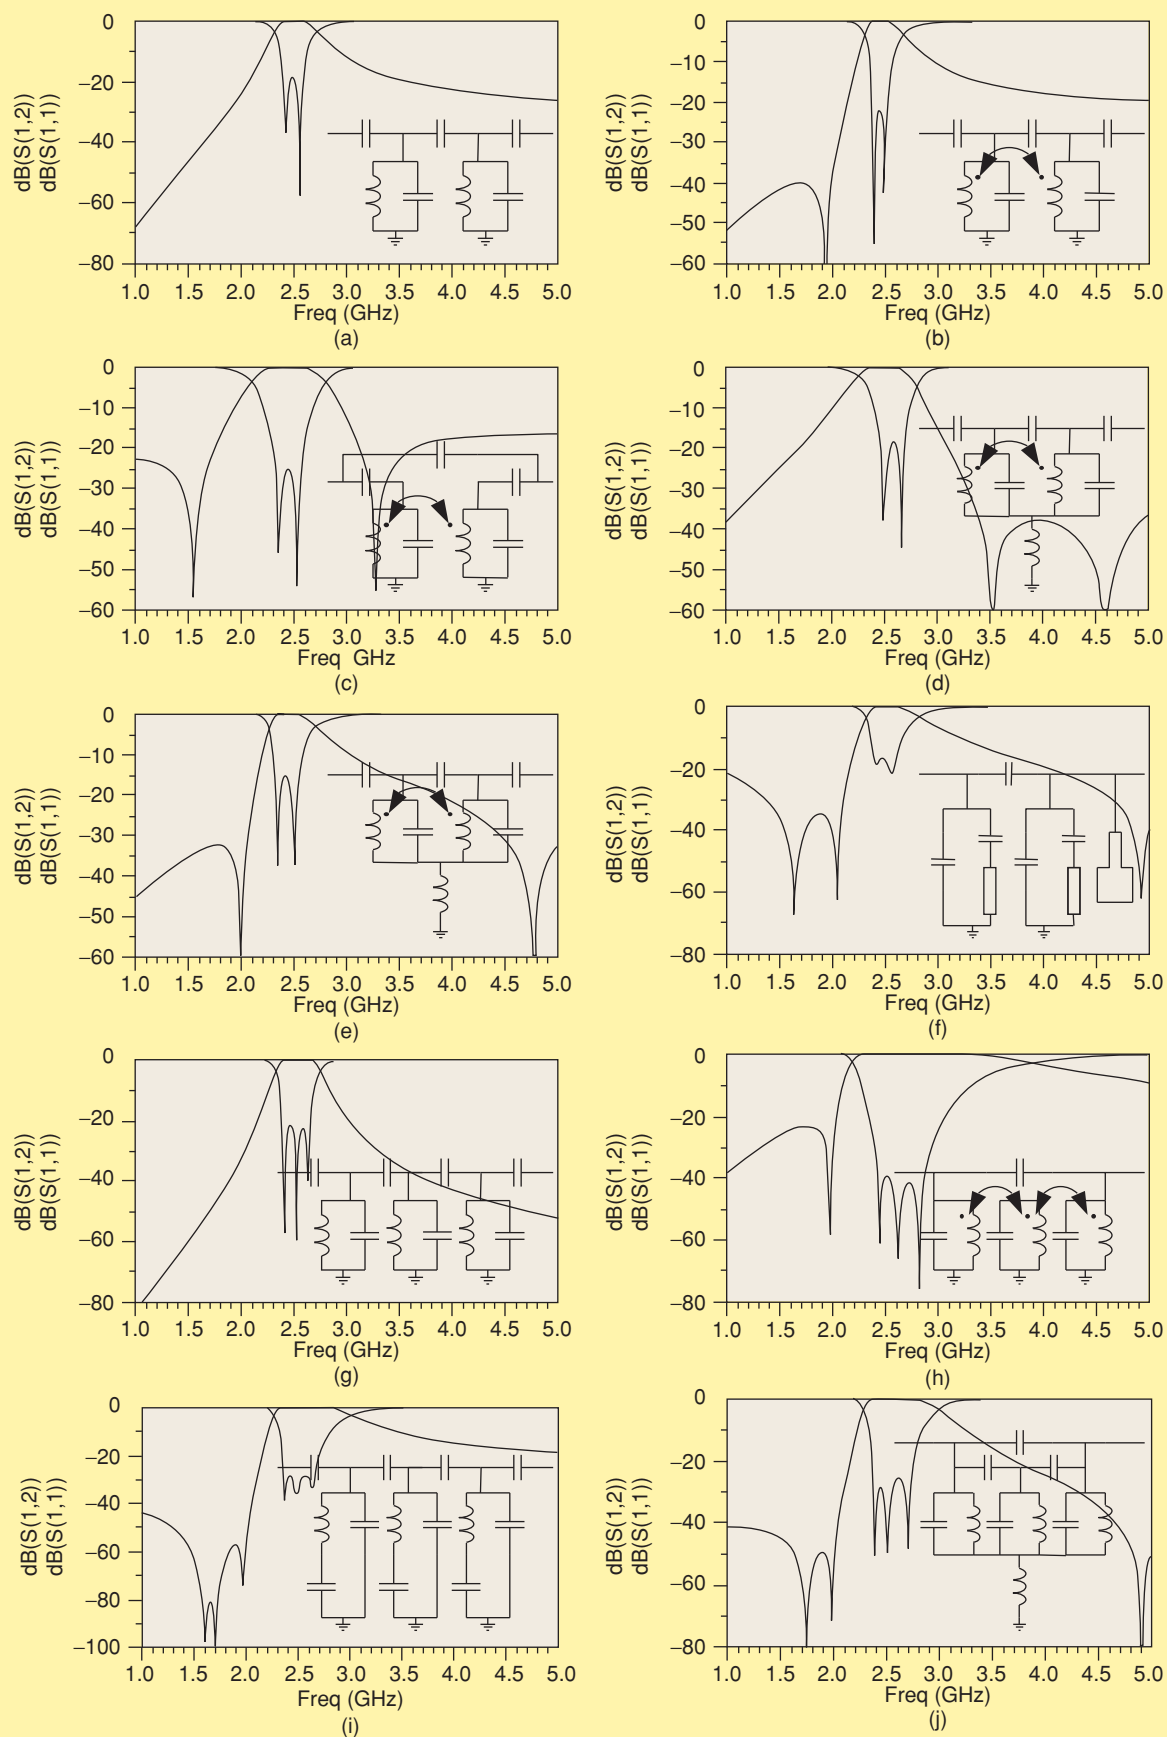 0
−20
−40
−60
−80
dB(S(1,2))
dB(S(1,1))
1.0 1.5 2.0 2.5 3.0 3.5 4.0 4.5 5.0
Freq (GHz)
(a)
0
−10
−20
−30
−40
−50
−60
dB(S(1,2))
dB(S(1,1))
1.0 1.5 2.0 2.5 3.0 3.5 4.0 4.5 5.0
Freq (GHz)
(b)
0
−10
−20
−30
−40
−50
−60
dB(S(1,2))
dB(S(1,1))
1.0 1.5 2.0 2.5 3.0 3.5 4.0 4.5 5.0
Freq GHz
(c)
0
−10
−20
−30
−40
−50
−60
dB(S(1,2))
dB(S(1,1))
1.0 1.5 2.0 2.5 3.0 3.5 4.0 4.5 5.0
Freq (GHz)
(d)
0
−10
−20
−30
−40
−50
−60
dB(S(1,2))
dB(S(1,1))
1.0 1.5 2.0 2.5 3.0 3.5 4.0 4.5 5.0
Freq (GHz)
(e)
0
−20
−40
−60
−80
dB(S(1,2))
dB(S(1,1))
1.0 1.5 2.0 2.5 3.0 3.5 4.0 4.5 5.0
Freq (GHz)
(f)
0
−20
−40
−60
−80
dB(S(1,2))
dB(S(1,1))
1.0 1.5 2.0 2.5 3.0 3.5 4.0 4.5 5.0
Freq (GHz)
(g)
0
−20
−40
−60
−80
dB(S(1,2))
dB(S(1,1))
1.0 1.5 2.0 2.5 3.0 3.5 4.0 4.5 5.0
Freq (GHz)
(h)
0
−20
−40
−60
−80
−100
dB(S(1,2))
dB(S(1,1))
1.0 1.5 2.0 2.5 3.0 3.5 4.0 4.5 5.0
Freq (GHz)
(i)
0
−20
−40
−60
−80
dB(S(1,2))
dB(S(1,1))
1.0 1.5 2.0 2.5 3.0 3.5 4.0 4.5 5.0
Freq (GHz)
(j)